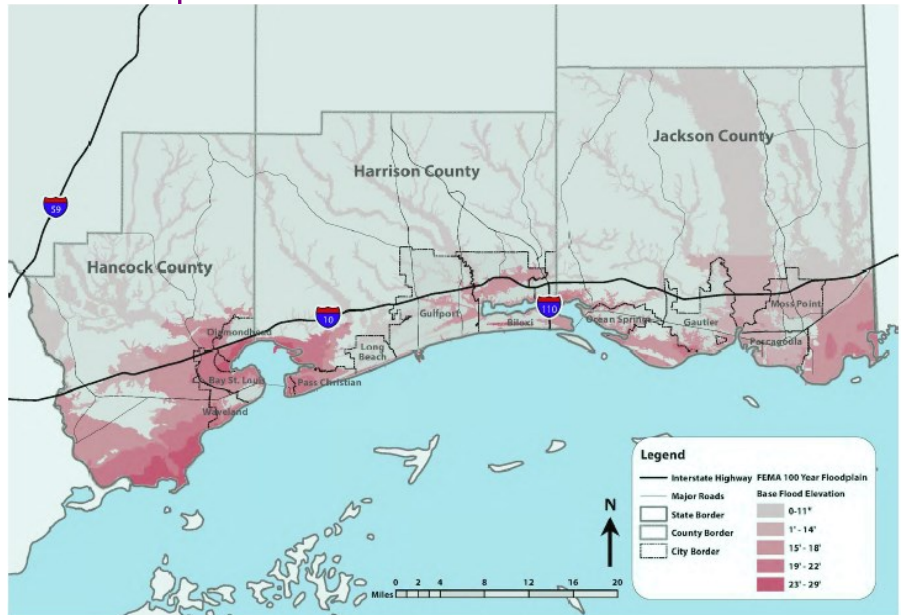 Jackson County
Harrison County
59
Hancock County
Moss Point
110
10
Gulfport
Biloxi
Ocean Springs
Gautier
Diamondhead
Long
Beach
Pascagoula
Bay St. Louis
Pass Christian
Waveland
Legend
Interstate Highway
Major Roads
State Border
County Border
City Border
FEMA 100 Year Floodplain
Base Flood Elevation
0-11"
1' - 14'
15' - 18'
19' - 22'
23' - 29'
N
Miles
0 2 4 8 12 16 20